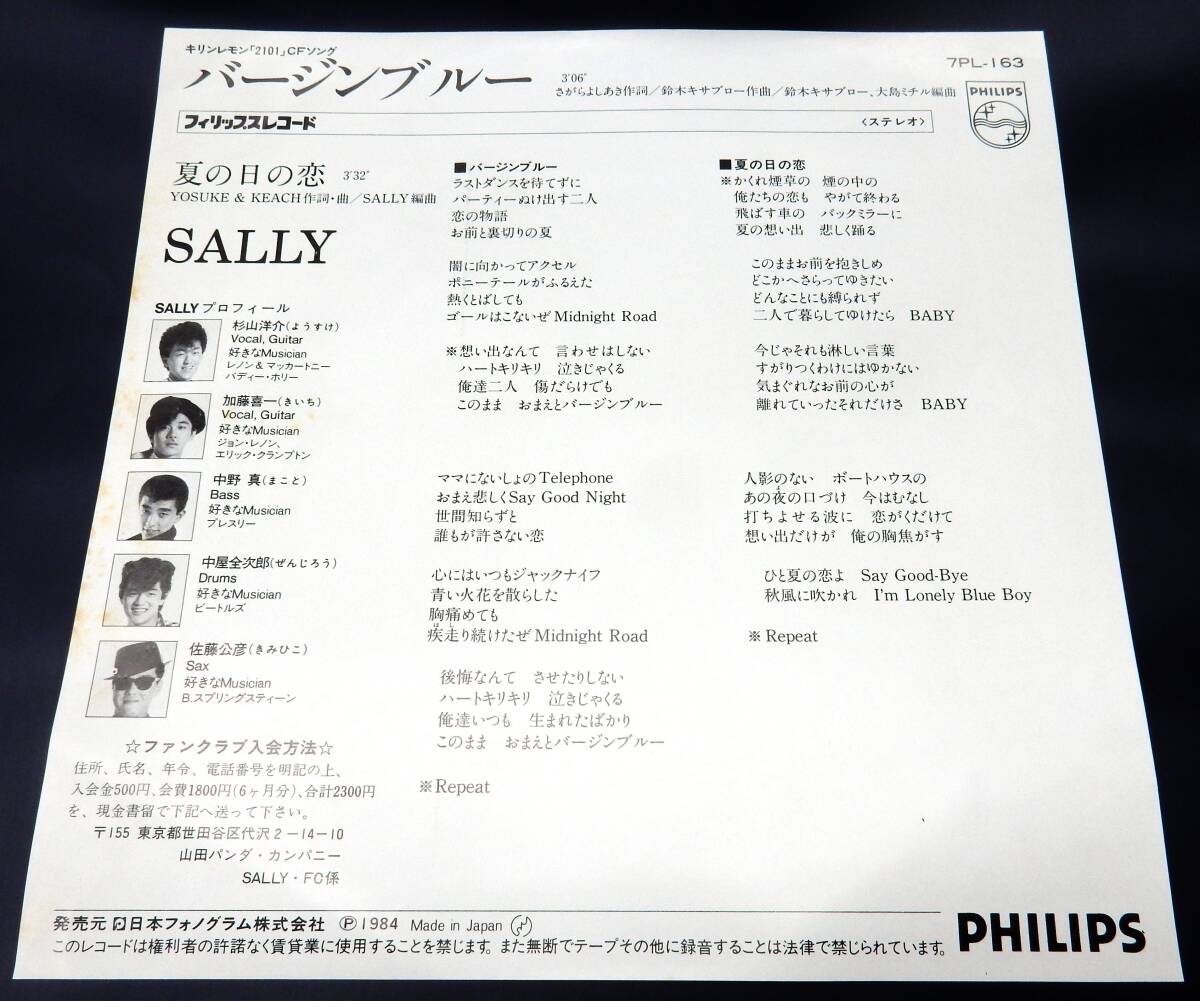 キリンレモン「2101」CFソング
バージンブルー 3'06"
さがらよしあき作詞／鈴木キサブロー作曲／鈴木キサブロー、大島ミチル編曲
7PL-163
PHILIPS
フィリップスレコード
〈ステレオ〉
夏の日の恋 3'32"
YOSUKE & KEACH作詞・曲／SALLY編曲
SALLY
SALLYプロフィール
杉山洋介(ようすけ)
Vocal, Guitar
好きなMusician
レノン&マッカートニー
バディー・ホリー
加藤喜一(きいち)
Vocal, Guitar
好きなMusician
ジョン・レノン、
エリック・クランプトン
中野 真(まこと)
Bass
好きなMusician
プレスリー
中屋全次郎(ぜんじろう)
Drums
好きなMusician
ビートルズ
佐藤公彦(きみひこ)
Sax
好きなMusician
B.スプリングスティーン
☆ファンクラブ入会方法☆
住所、氏名、年令、電話番号を明記の上、
入会金500円、会費1800円(6ヶ月分)、合計2300円
を、現金書留で下記へ送って下さい。
〒155 東京都世田谷区代沢2-14-10
山田パンダ・カンパニー
SALLY・FC係
■バージンブルー
ラストダンスを待てずに
パーティーぬけ出す二人
恋の物語
お前と裏切りの夏
闇に向かってアクセル
ポニーテールがふるえた
熱くとばしても
ゴールはこないぜMidnight Road
※想い出なんて 言わせはしない
ハートキリキリ 泣きじゃくる
俺達二人 傷だらけでも
このまま おまえとバージンブルー
ママにないしょのTelephone
おまえ悲しくSay Good Night
世間知らずと
誰もが許さない恋
心にはいつもジャックナイフ
青い火花を散らした
胸痛めても
疾走り続けたぜMidnight Road
はし
後悔なんて させたりしない
ハートキリキリ 泣きじゃくる
俺達いつも 生まれたばかり
このまま おまえとバージンブルー
※Repeat
■夏の日の恋
※かくれ煙草の 煙の中の
俺たちの恋も やがて終わる
飛ばす車の バックミラーに
夏の想い出 悲しく踊る
このままお前を抱きしめ
どこかへさらってゆきたい
どんなことにも縛られず
二人で暮らしてゆけたら BABY
今じゃそれも淋しい言葉
すがりつくわけにはゆかない
気まぐれなお前の心が
離れていったそれだけさ BABY
人影のない ボートハウスの
あの夜の口づけ 今はむなし
打ちよせる波に 恋がくだけて
想い出だけが 俺の胸焦がす
ひと夏の恋よ Say Good-Bye
秋風に吹かれ I'm Lonely Blue Boy
※Repeat
発売元 日本フォノグラム株式会社 Ⓟ1984 Made in Japan
このレコードは権利者の許諾なく賃貸業に使用することを禁じます。また無断でテープその他に録音することは法律で禁じられています。
PHILIPS